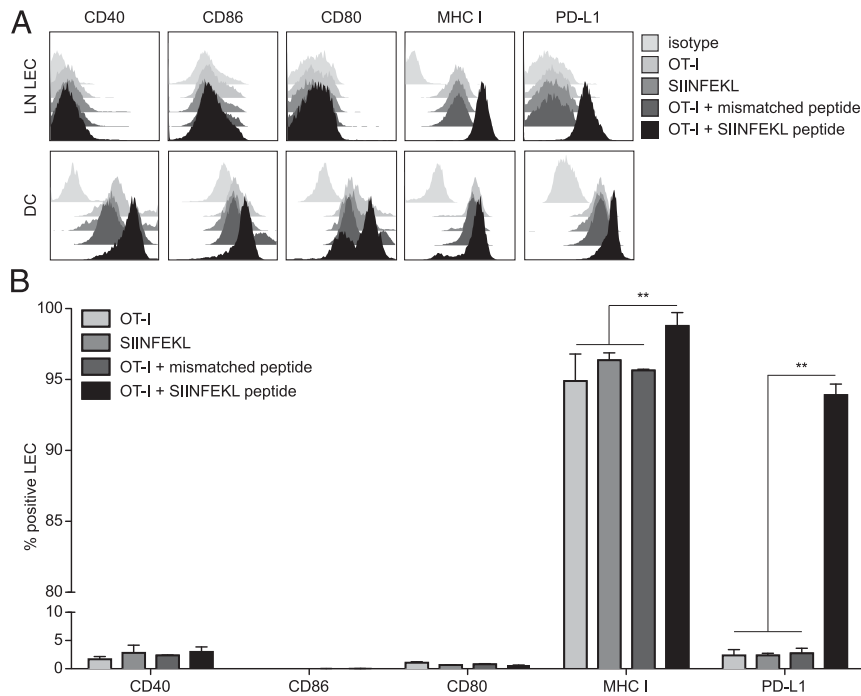 A
CD40 CD86 CD80 MHC I PD-L1
LN LEC
DC
isotype
OT-I
SIINFEKL
OT-I + mismatched peptide
OT-I + SIINFEKL peptide
B
% positive LEC
100
95
90
85
80
10
5
0
OT-I
SIINFEKL
OT-I + mismatched peptide
OT-I + SIINFEKL peptide
**
**
CD40 CD86 CD80 MHC I PD-L1